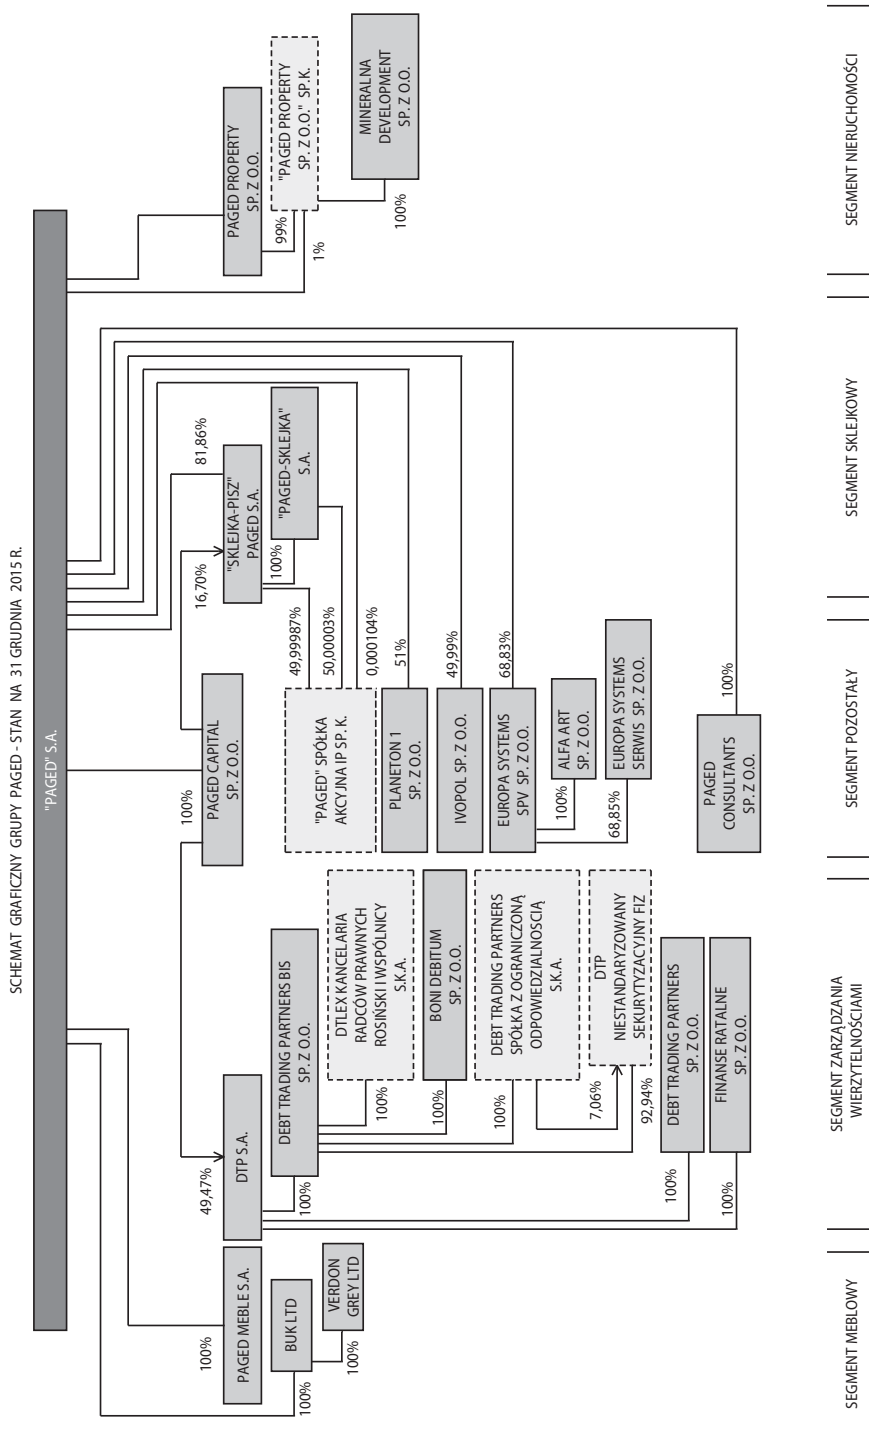 SCHEMAT GRAFICZNY GRUPY PAGED - STAN NA 31 GRUDNIA 2015 R.
"PAGED" S.A.
100%
PAGED MEBLE S.A.
100%
BUK LTD
100%
VERDON
GREY LTD
49,47%
DTP S.A.
100%
DEBT TRADING PARTNERS BIS
SP. Z O.O.
100%
DTLEX KANCELARIA
RADCÓW PRAWNYCH
ROSIŃSKI I WSPÓLNICY
S.K.A.
100%
BONI DEBITUM
SP. Z O.O.
100%
DEBT TRADING PARTNERS
SPÓŁKA Z OGRANICZONĄ
ODPOWIEDZIALNOSCIĄ
S.K.A.
7,06%
92,94%
DTP
NIESTANDARYZOWANY
SEKURYTYZACYJNY FIZ
100%
DEBT TRADING PARTNERS
SP. Z O.O.
100%
FINANSE RATALNE
SP. Z O.O.
100%
PAGED CAPITAL
SP. Z O.O.
"PAGED" SPÓŁKA
AKCYJNA IP SP. K.
49,99987%
50,00003%
0,000104%
PLANETON 1
SP. Z O.O.
51%
IVOPOL SP. Z O.O.
49,99%
EUROPA SYSTEMS
SPV SP. Z O.O.
68,83%
100%
ALFA ART
SP. Z O.O.
68,85%
EUROPA SYSTEMS
SERWIS SP. Z O.O.
PAGED
CONSULTANTS
SP. Z O.O.
100%
16,70%
81,86%
"SKLEJKA-PISZ"
PAGED S.A.
100%
"PAGED-SKLEJKA"
S.A.
PAGED PROPERTY
SP. Z O.O.
99%
1%
"PAGED PROPERTY
SP. Z O.O." SP.K.
100%
MINERALNA
DEVELOPMENT
SP. Z O.O.
SEGMENT MEBLOWY
SEGMENT ZARZĄDZANIA
WIERZYTELNOŚCIAMI
SEGMENT POZOSTAŁY
SEGMENT SKLEJKOWY
SEGMENT NIERUCHOMOŚCI